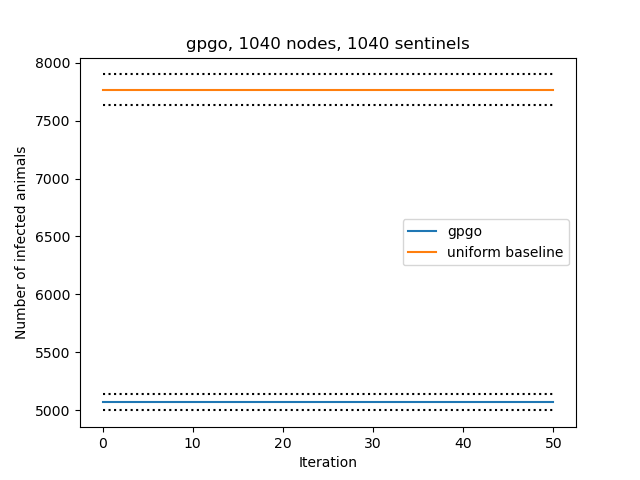 gpgo, 1040 nodes, 1040 sentinels
8000
7500
7000
6500
6000
5500
5000
Number of infected animals
gpgo
uniform baseline
0 10 20 30 40 50
Iteration